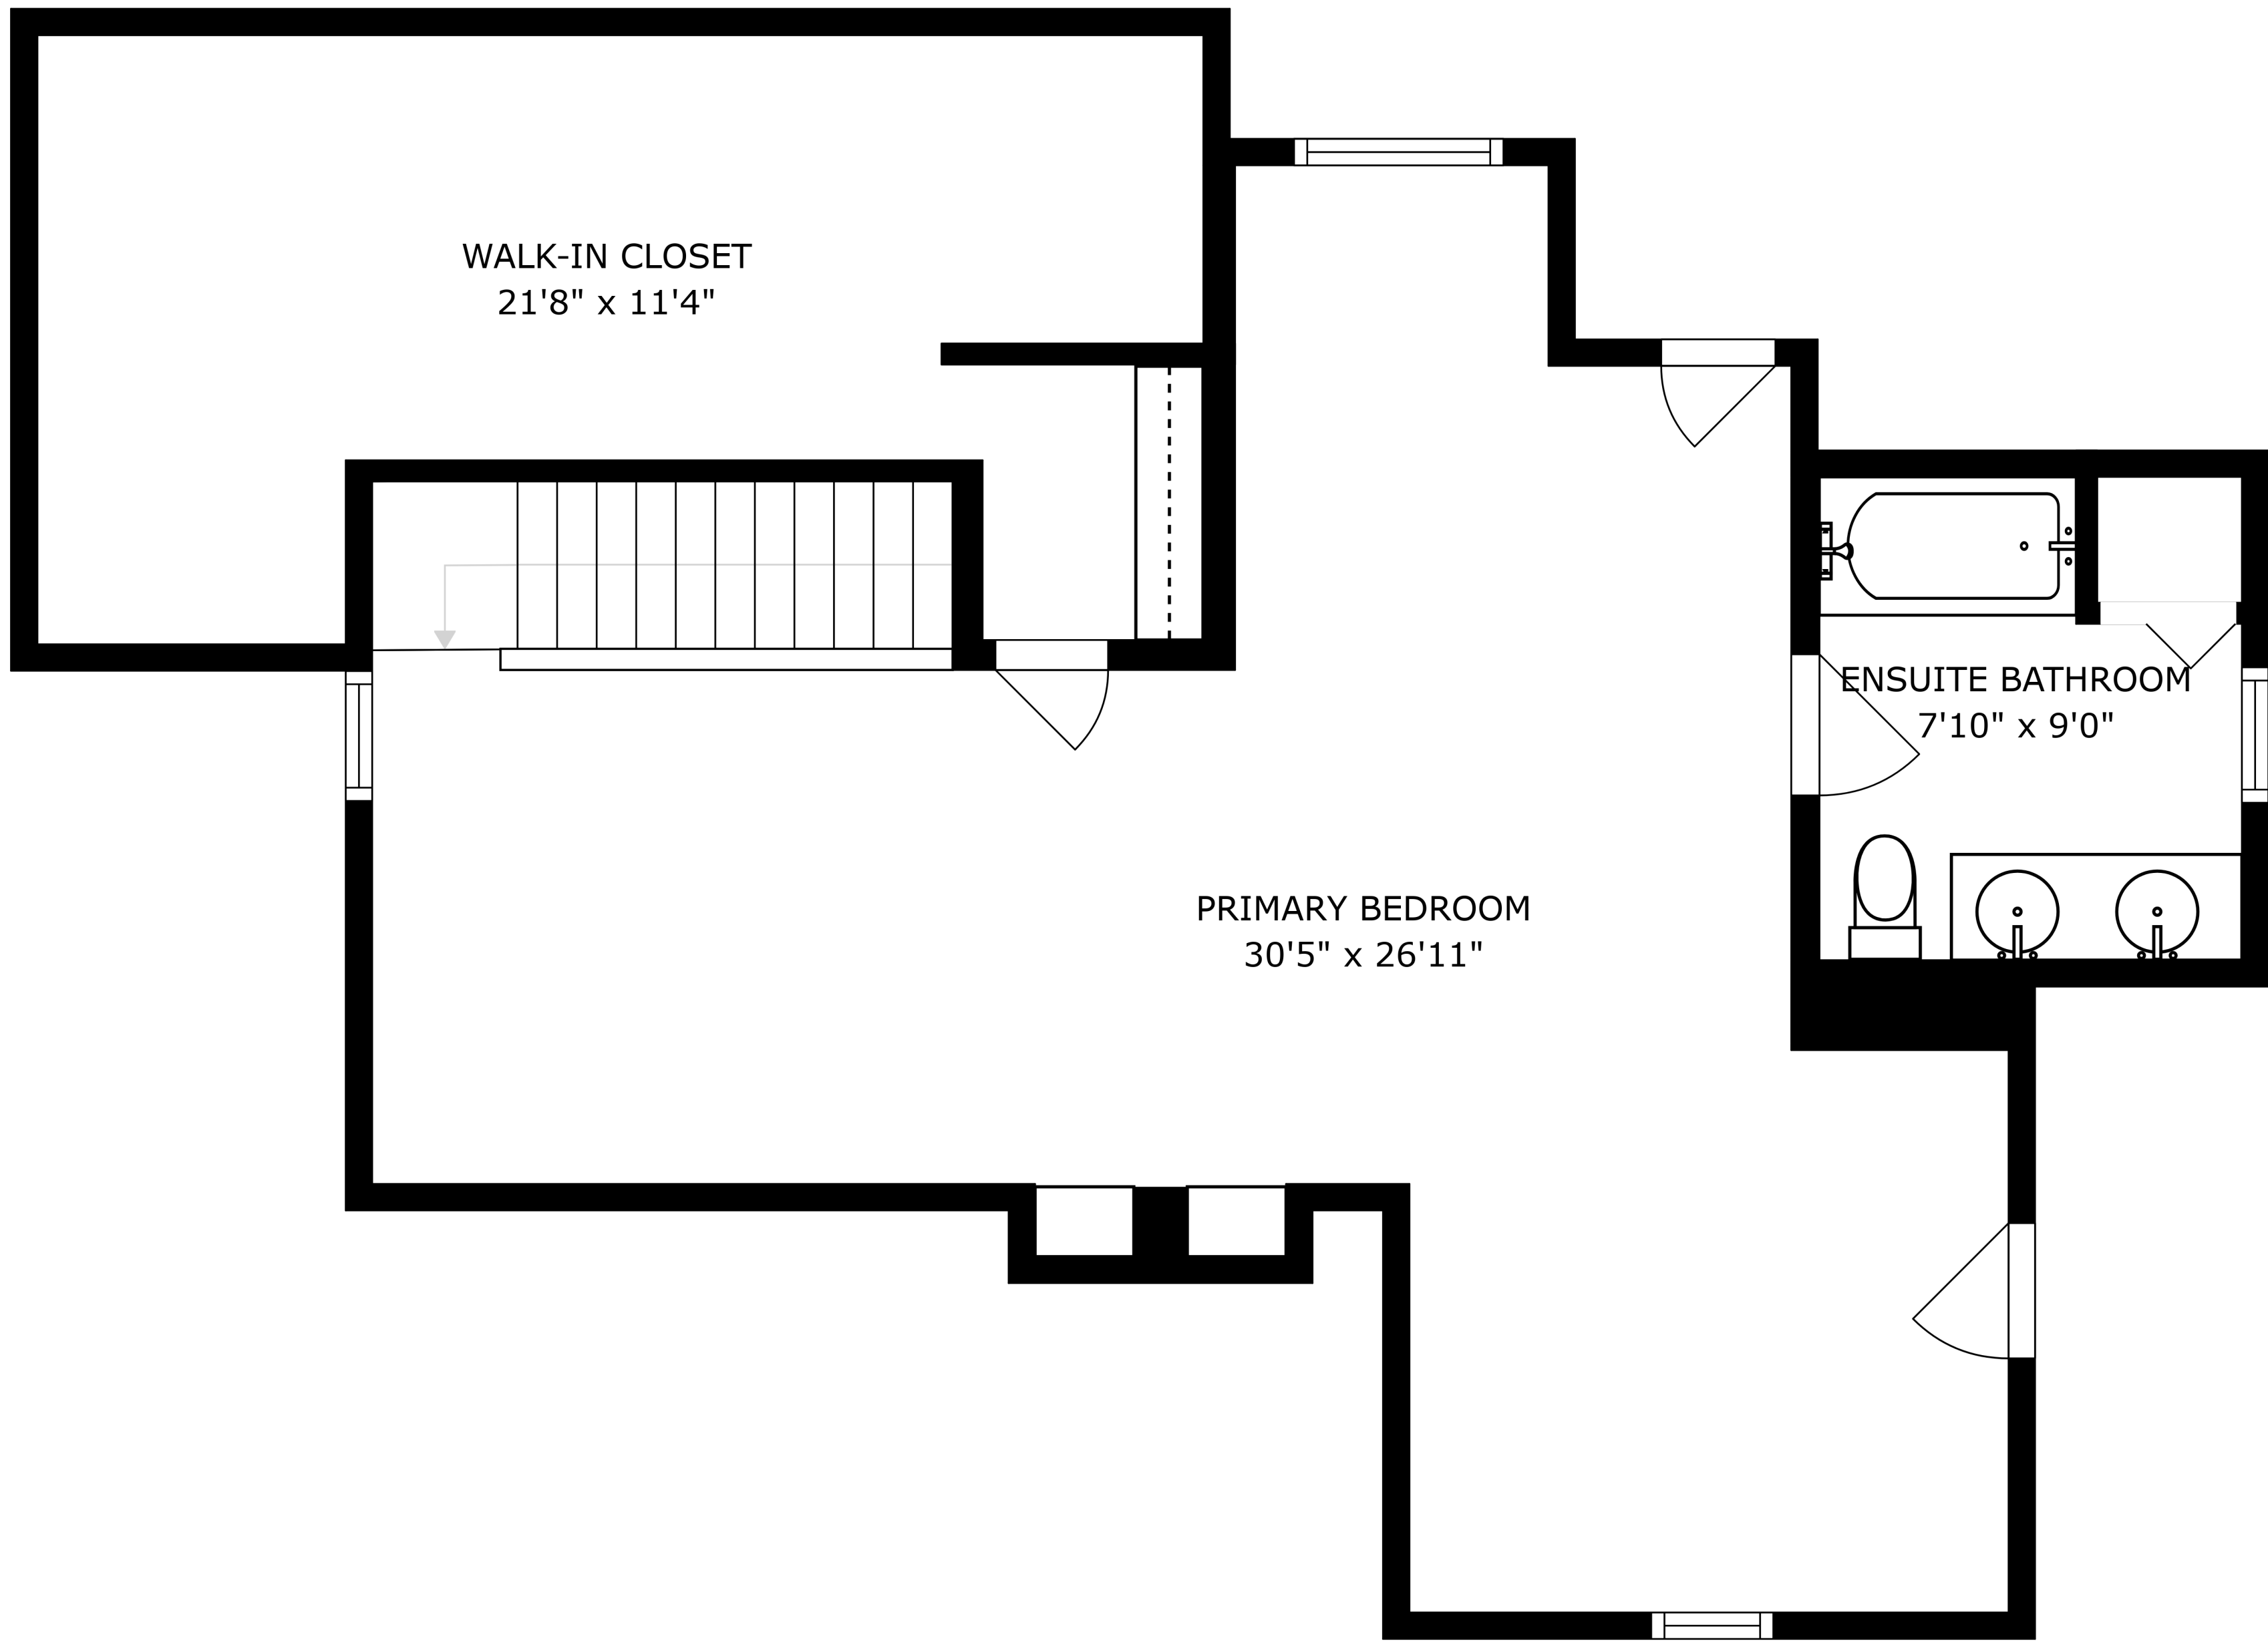 WALK-IN CLOSET
21'8" x 11'4"
ENSUITE BATHROOM
7'10" x 9'0"
PRIMARY BEDROOM
30'5" x 26'11"